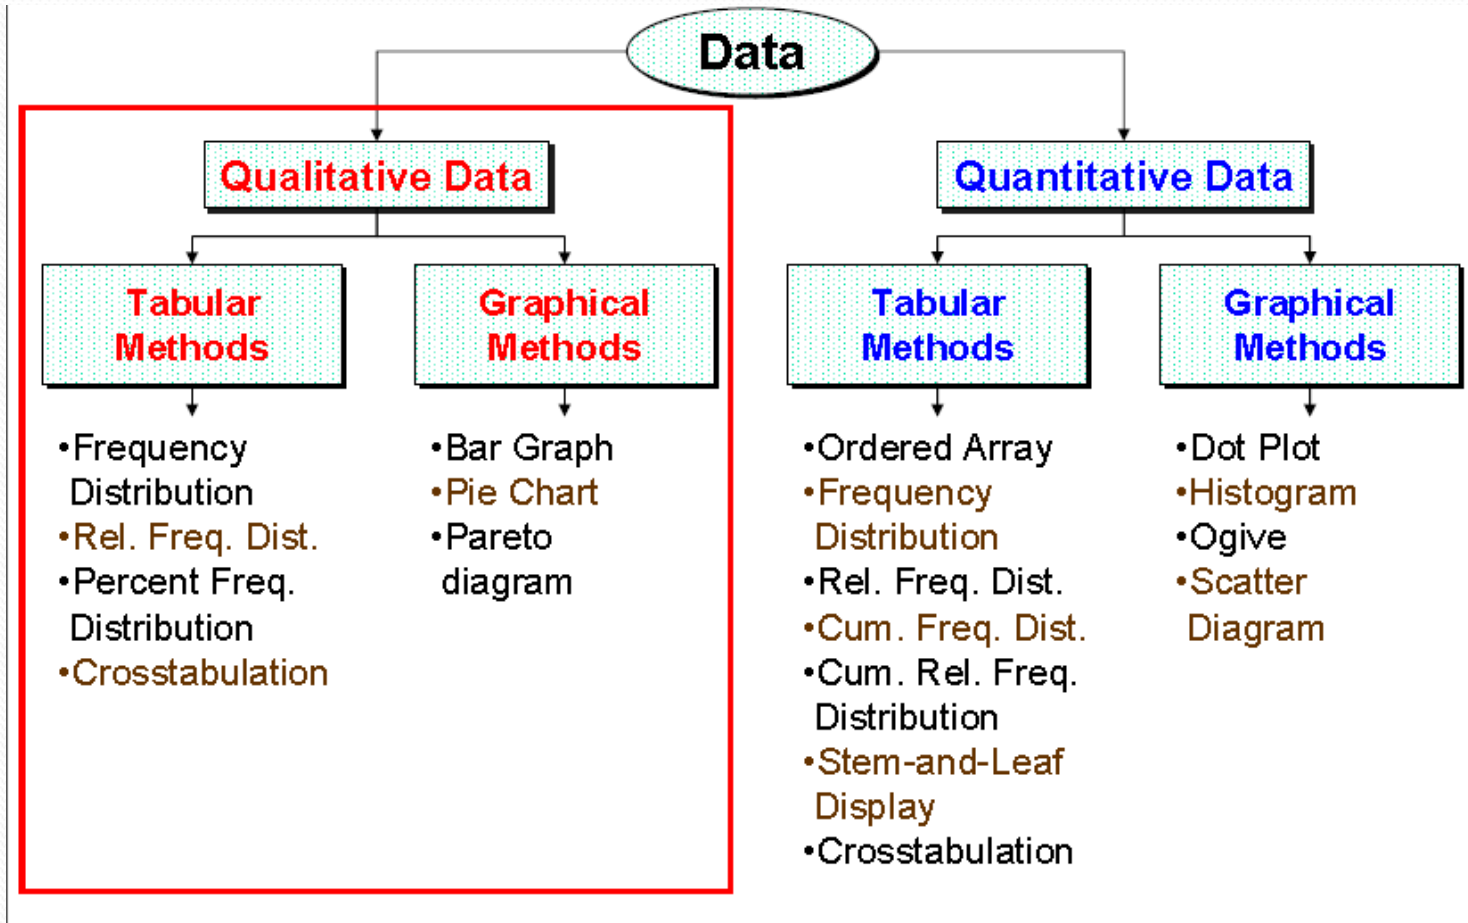 Data
Qualitative Data
Quantitative Data
Tabular
Methods
Graphical
Methods
Tabular
Methods
Graphical
Methods
•Frequency
Distribution
•Rel. Freq. Dist.
•Percent Freq.
Distribution
•Crosstabulation
•Bar Graph
•Pie Chart
•Pareto
diagram
•Ordered Array
•Frequency
Distribution
•Rel. Freq. Dist.
•Cum. Freq. Dist.
•Cum. Rel. Freq.
Distribution
•Stem-and-Leaf
Display
•Crosstabulation
•Dot Plot
•Histogram
•Ogive
•Scatter
Diagram